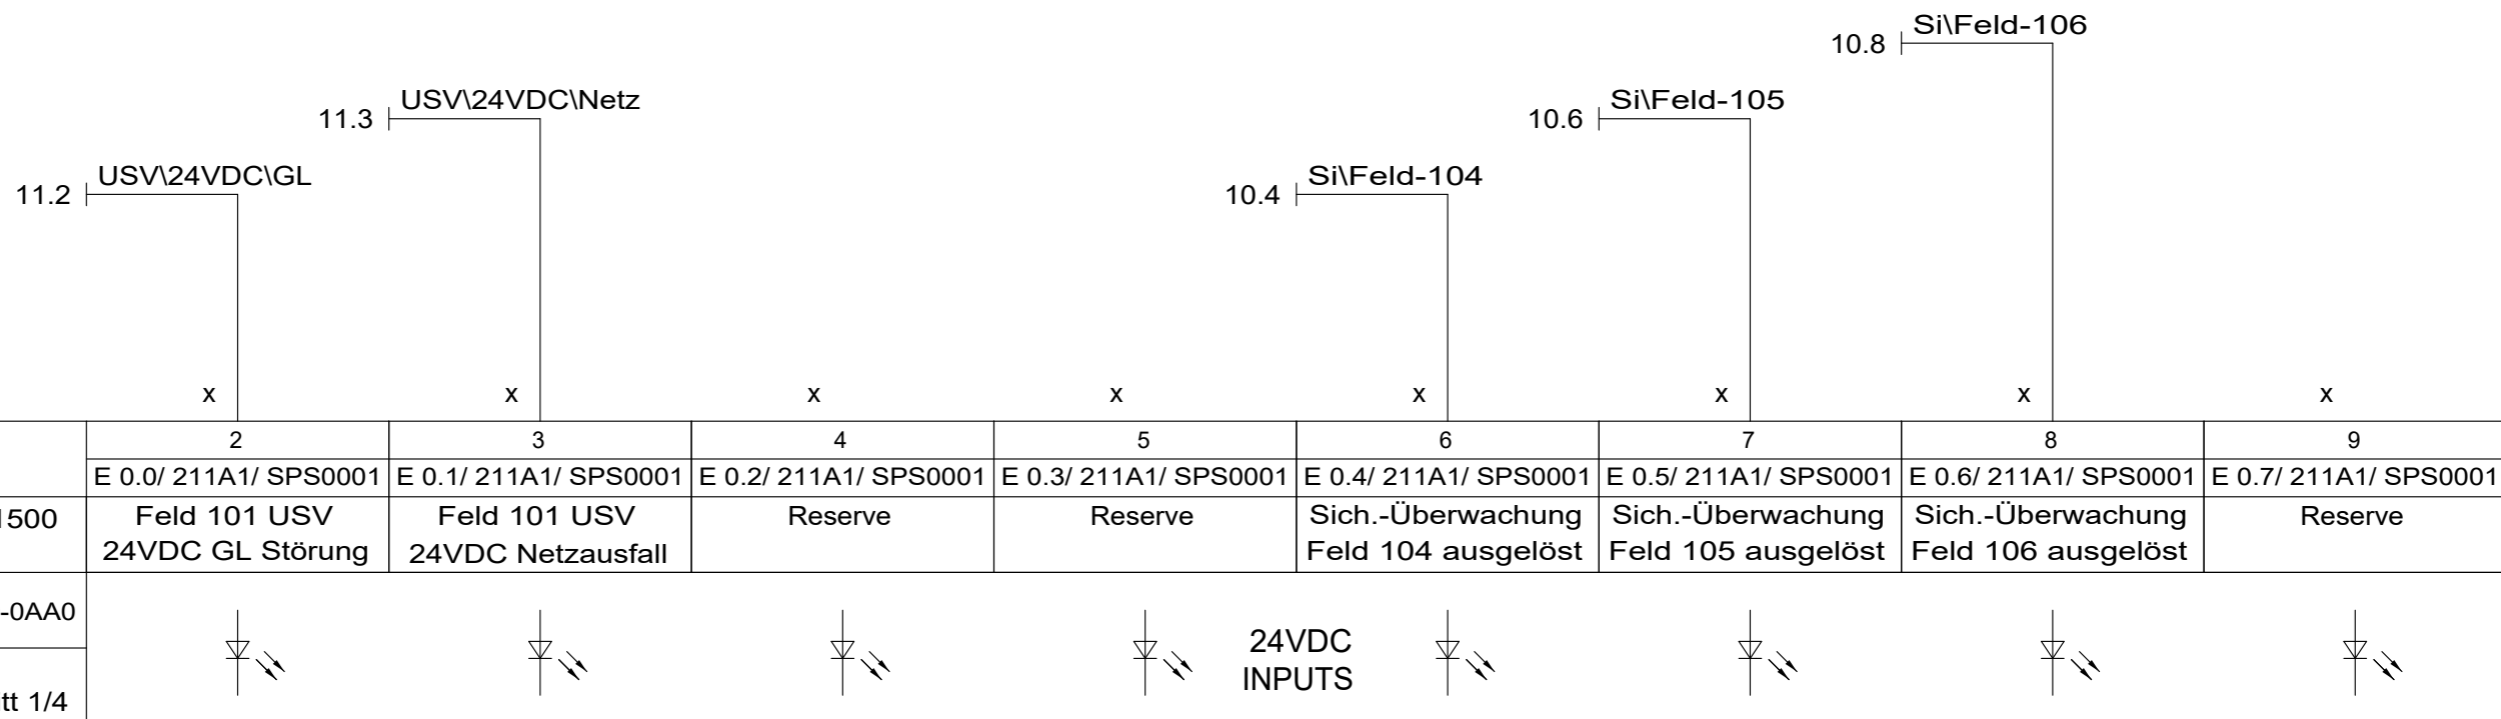 Si\Feld-106
10.8
USV\24VDC\Netz
Si\Feld-105
11.3
10.6
USV\24VDC\GL
Si\Feld-104
11.2
10.4
x x x x x x x x
2 3 4 5 6 7 8 9
E 0.0/ 211A1/ SPS0001 E 0.1/ 211A1/ SPS0001 E 0.2/ 211A1/ SPS0001 E 0.3/ 211A1/ SPS0001 E 0.4/ 211A1/ SPS0001 E 0.5/ 211A1/ SPS0001 E 0.6/ 211A1/ SPS0001 E 0.7/ 211A1/ SPS0001
500 Feld 101 USV Feld 101 USV Reserve Reserve Sich.-Überwachung Sich.-Überwachung Sich.-Überwachung Reserve
24VDC GL Störung 24VDC Netzausfall Feld 104 ausgelöst Feld 105 ausgelöst Feld 106 ausgelöst
-0AA0
24VDC
INPUTS
tt 1/4